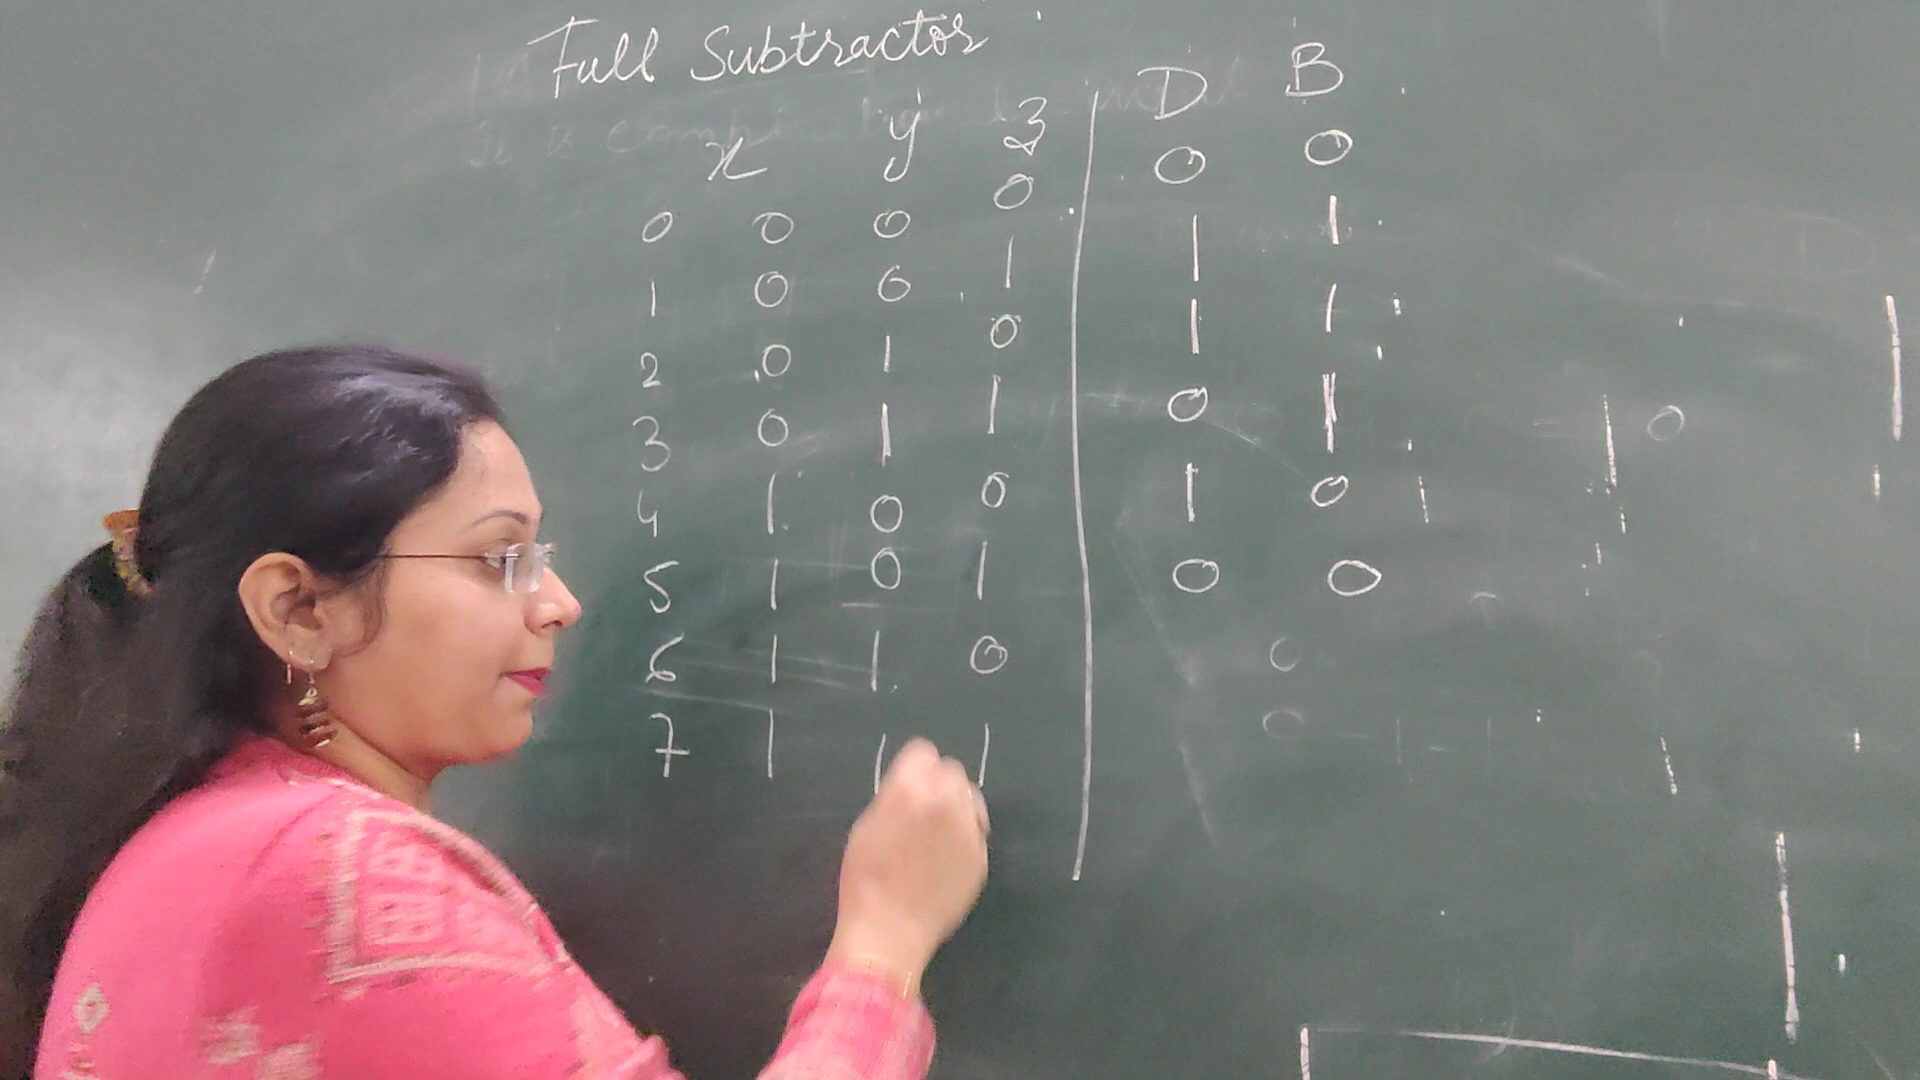 Full Subtractor
x y z D B
0 0 0 0 0 0
1 0 0 1 1 1
2 0 1 0 1 1
3 0 1 1 0 1
4 1 0 0 1 0
5 1 0 1 0 0
6 1 1 0
7 1 1 1